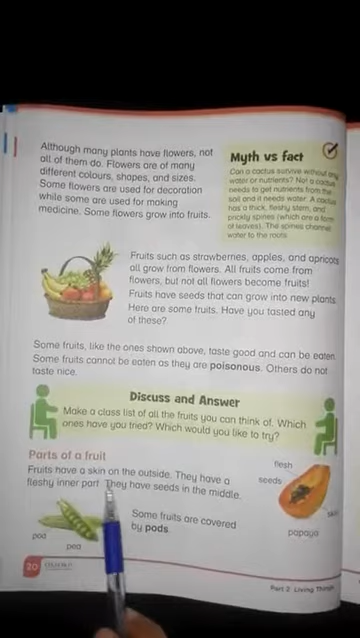 Although many plants have flowers, not
all of them do. Flowers are of many
different colours, shapes, and sizes.
Some flowers are used for decoration
while some are used for making
medicine. Some flowers grow into fruits.
Myth vs fact
Can a cactus survive without any
water or nutrients? No! a cactus
needs to get nutrients from the
soil and it needs water. A cactus
has a thick, fleshy stem, and
prickly spines (which are a form
of leaves). The spines channel
water to the roots.
Fruits such as strawberries, apples, and apricots
all grow from flowers. All fruits come from
flowers, but not all flowers become fruits!
Fruits have seeds that can grow into new plants.
Here are some fruits. Have you tasted any
of these?
Some fruits, like the ones shown above, taste good and can be eaten.
Some fruits cannot be eaten as they are poisonous. Others do not
taste nice.
Discuss and Answer
Make a class list of all the fruits you can think of. Which
ones have you tried? Which would you like to try?
Parts of a fruit
Fruits have a skin on the outside. They have a
fleshy inner part. They have seeds in the middle.
flesh
seeds
skin
papaya
Some fruits are covered
by pods.
pod
pea
20
OXFORD
Part 2 Living Things